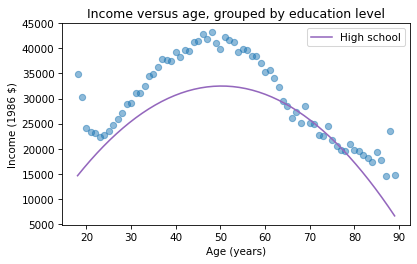 Income versus age, grouped by education level
High school
Income (1986 $)
45000
40000
35000
30000
25000
20000
15000
10000
5000
20 30 40 50 60 70 80 90
Age (years)